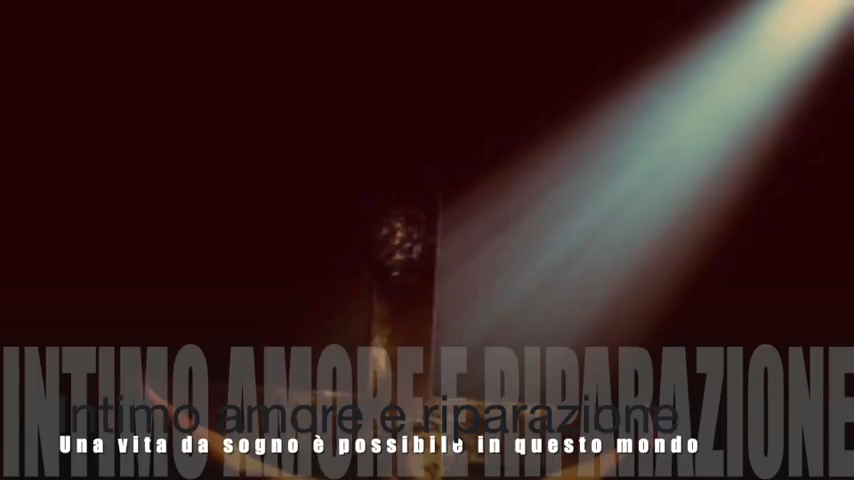 INTIMO AMORE E RIPARAZIONE
Intimo amore e riparazione
Una vita da sogno è possibile in questo mondo